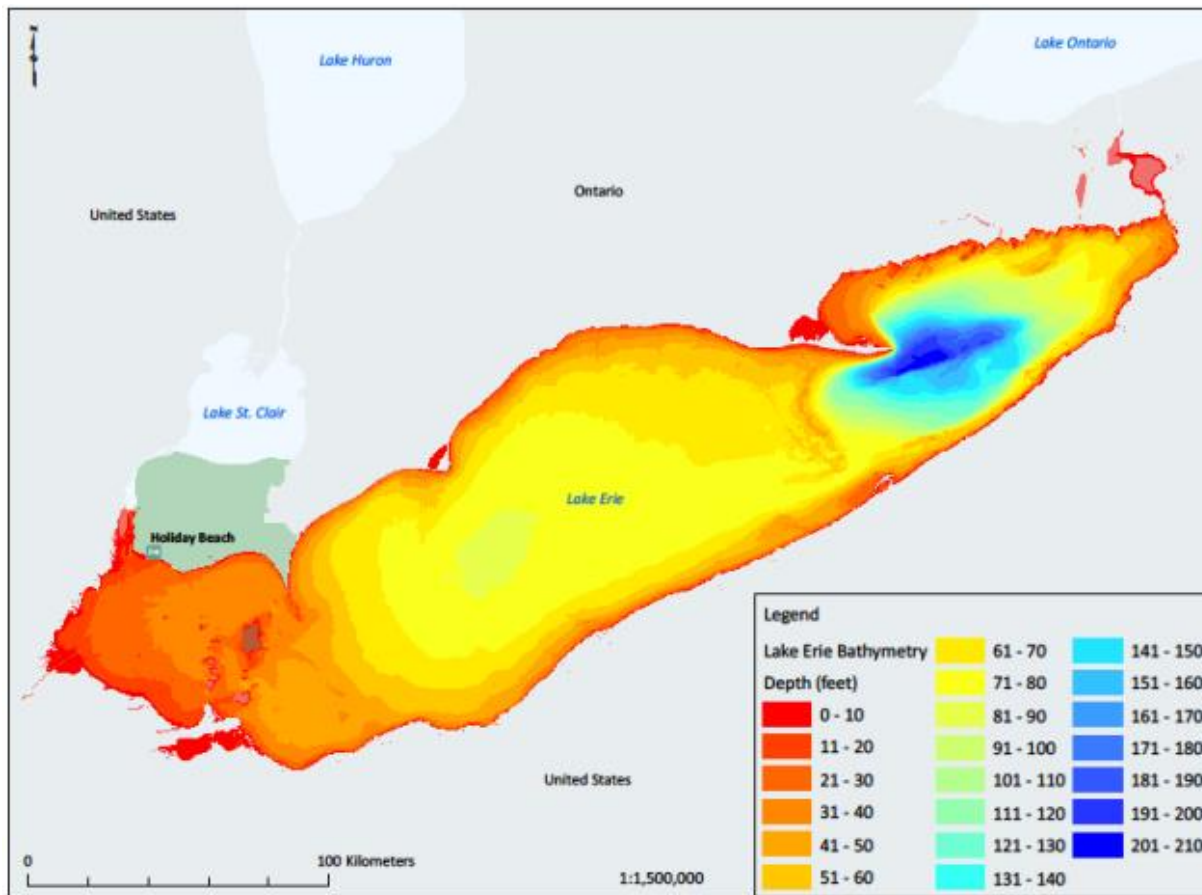 Lake Huron
Lake Ontario
Ontario
United States
Lake St. Clair
Lake Erie
Holiday Beach
United States
Legend
Lake Erie Bathymetry
Depth (feet)
0 - 10
11 - 20
21 - 30
31 - 40
41 - 50
51 - 60
61 - 70
71 - 80
81 - 90
91 - 100
101 - 110
111 - 120
121 - 130
131 - 140
141 - 150
151 - 160
161 - 170
171 - 180
181 - 190
191 - 200
201 - 210
0
100 Kilometers
1:1,500,000